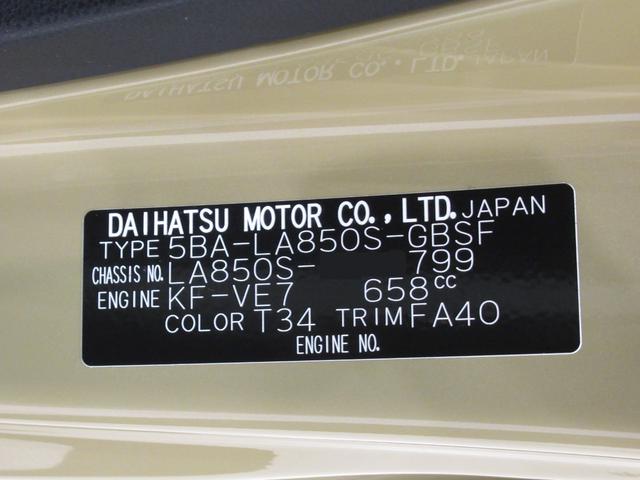 DAIHATSU MOTOR CO.,LTD. JAPAN
TYPE 5BA-LA850S-GBSF
CHASSIS NO. LA850S- 799
ENGINE KF-VE7 658cc
COLOR T34 TRIM FA40
ENGINE NO.